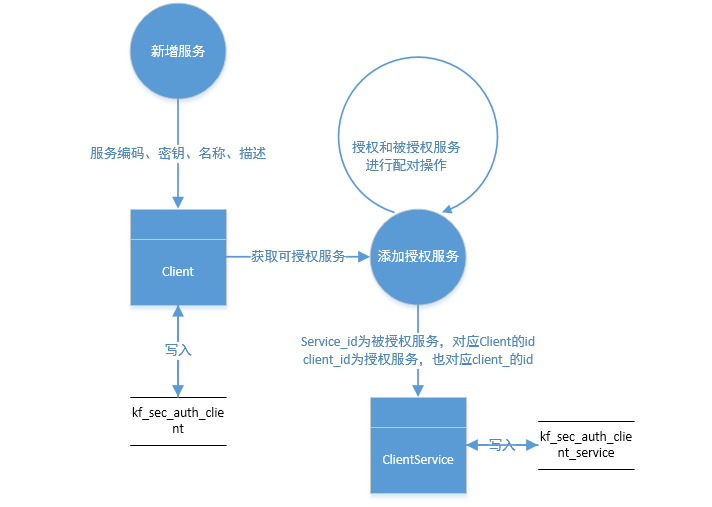 新增服务
服务编码、密钥、名称、描述
授权和被授权服务
进行配对操作
Client
获取可授权服务
添加授权服务
写入
Service_id为被授权服务，对应Client的id
client_id为授权服务，也对应client_的id
kf_sec_auth_clie
nt
ClientService
写入
kf_sec_auth_clie
nt_service